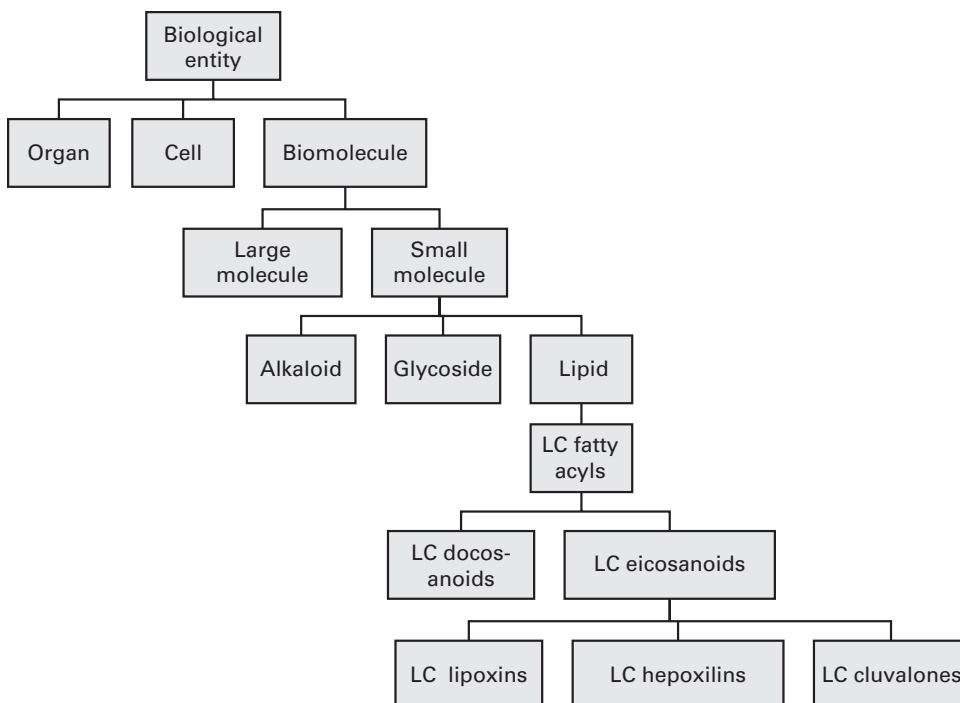 Biological
entity
Organ
Cell
Biomolecule
Large
molecule
Small
molecule
Alkaloid
Glycoside
Lipid
LC fatty
acyls
LC docos-
anoids
LC eicosanoids
LC lipoxins
LC hepoxilins
LC cluvalones